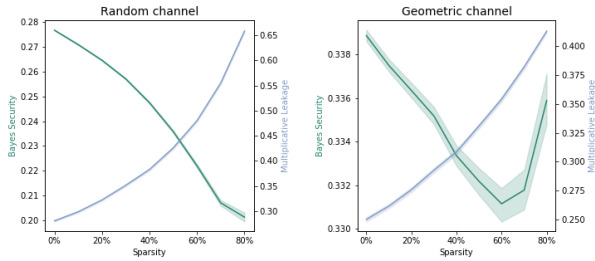 Random channel
0.28
0.27
0.26
0.25
0.24
0.23
0.22
0.21
0.20
Bayes Security
0% 20% 40% 60% 80%
Sparsity
0.65
0.60
0.55
0.50
0.45
0.40
0.35
0.30
Multiplicative Leakage
Geometric channel
0.338
0.336
0.334
0.332
0.330
Bayes Security
0% 20% 40% 60% 80%
Sparsity
0.400
0.375
0.350
0.325
0.300
0.275
0.250
Multiplicative Leakage